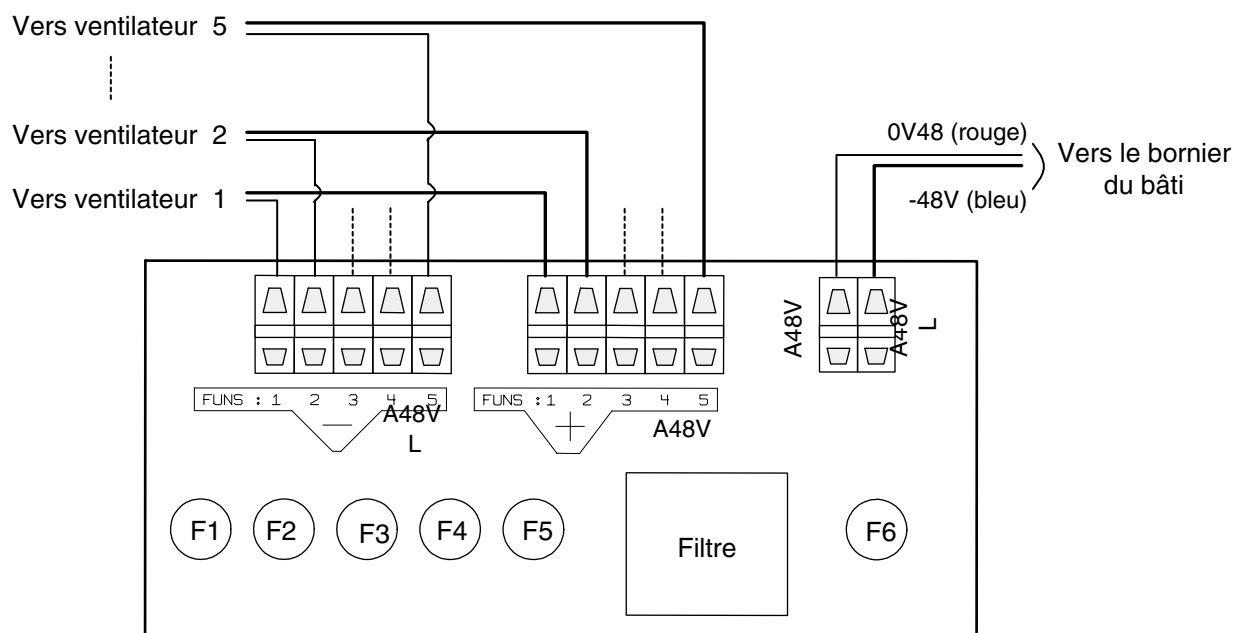 Vers ventilateur 5
Vers ventilateur 2
Vers ventilateur 1
0V48 (rouge)
-48V (bleu)
Vers le bornier
du bâti
A48V
A48V
L
FUNS : 1 2 3 4 5
A48V
L
FUNS : 1 2 3 4 5
A48V
F1 F2 F3 F4 F5
Filtre
F6